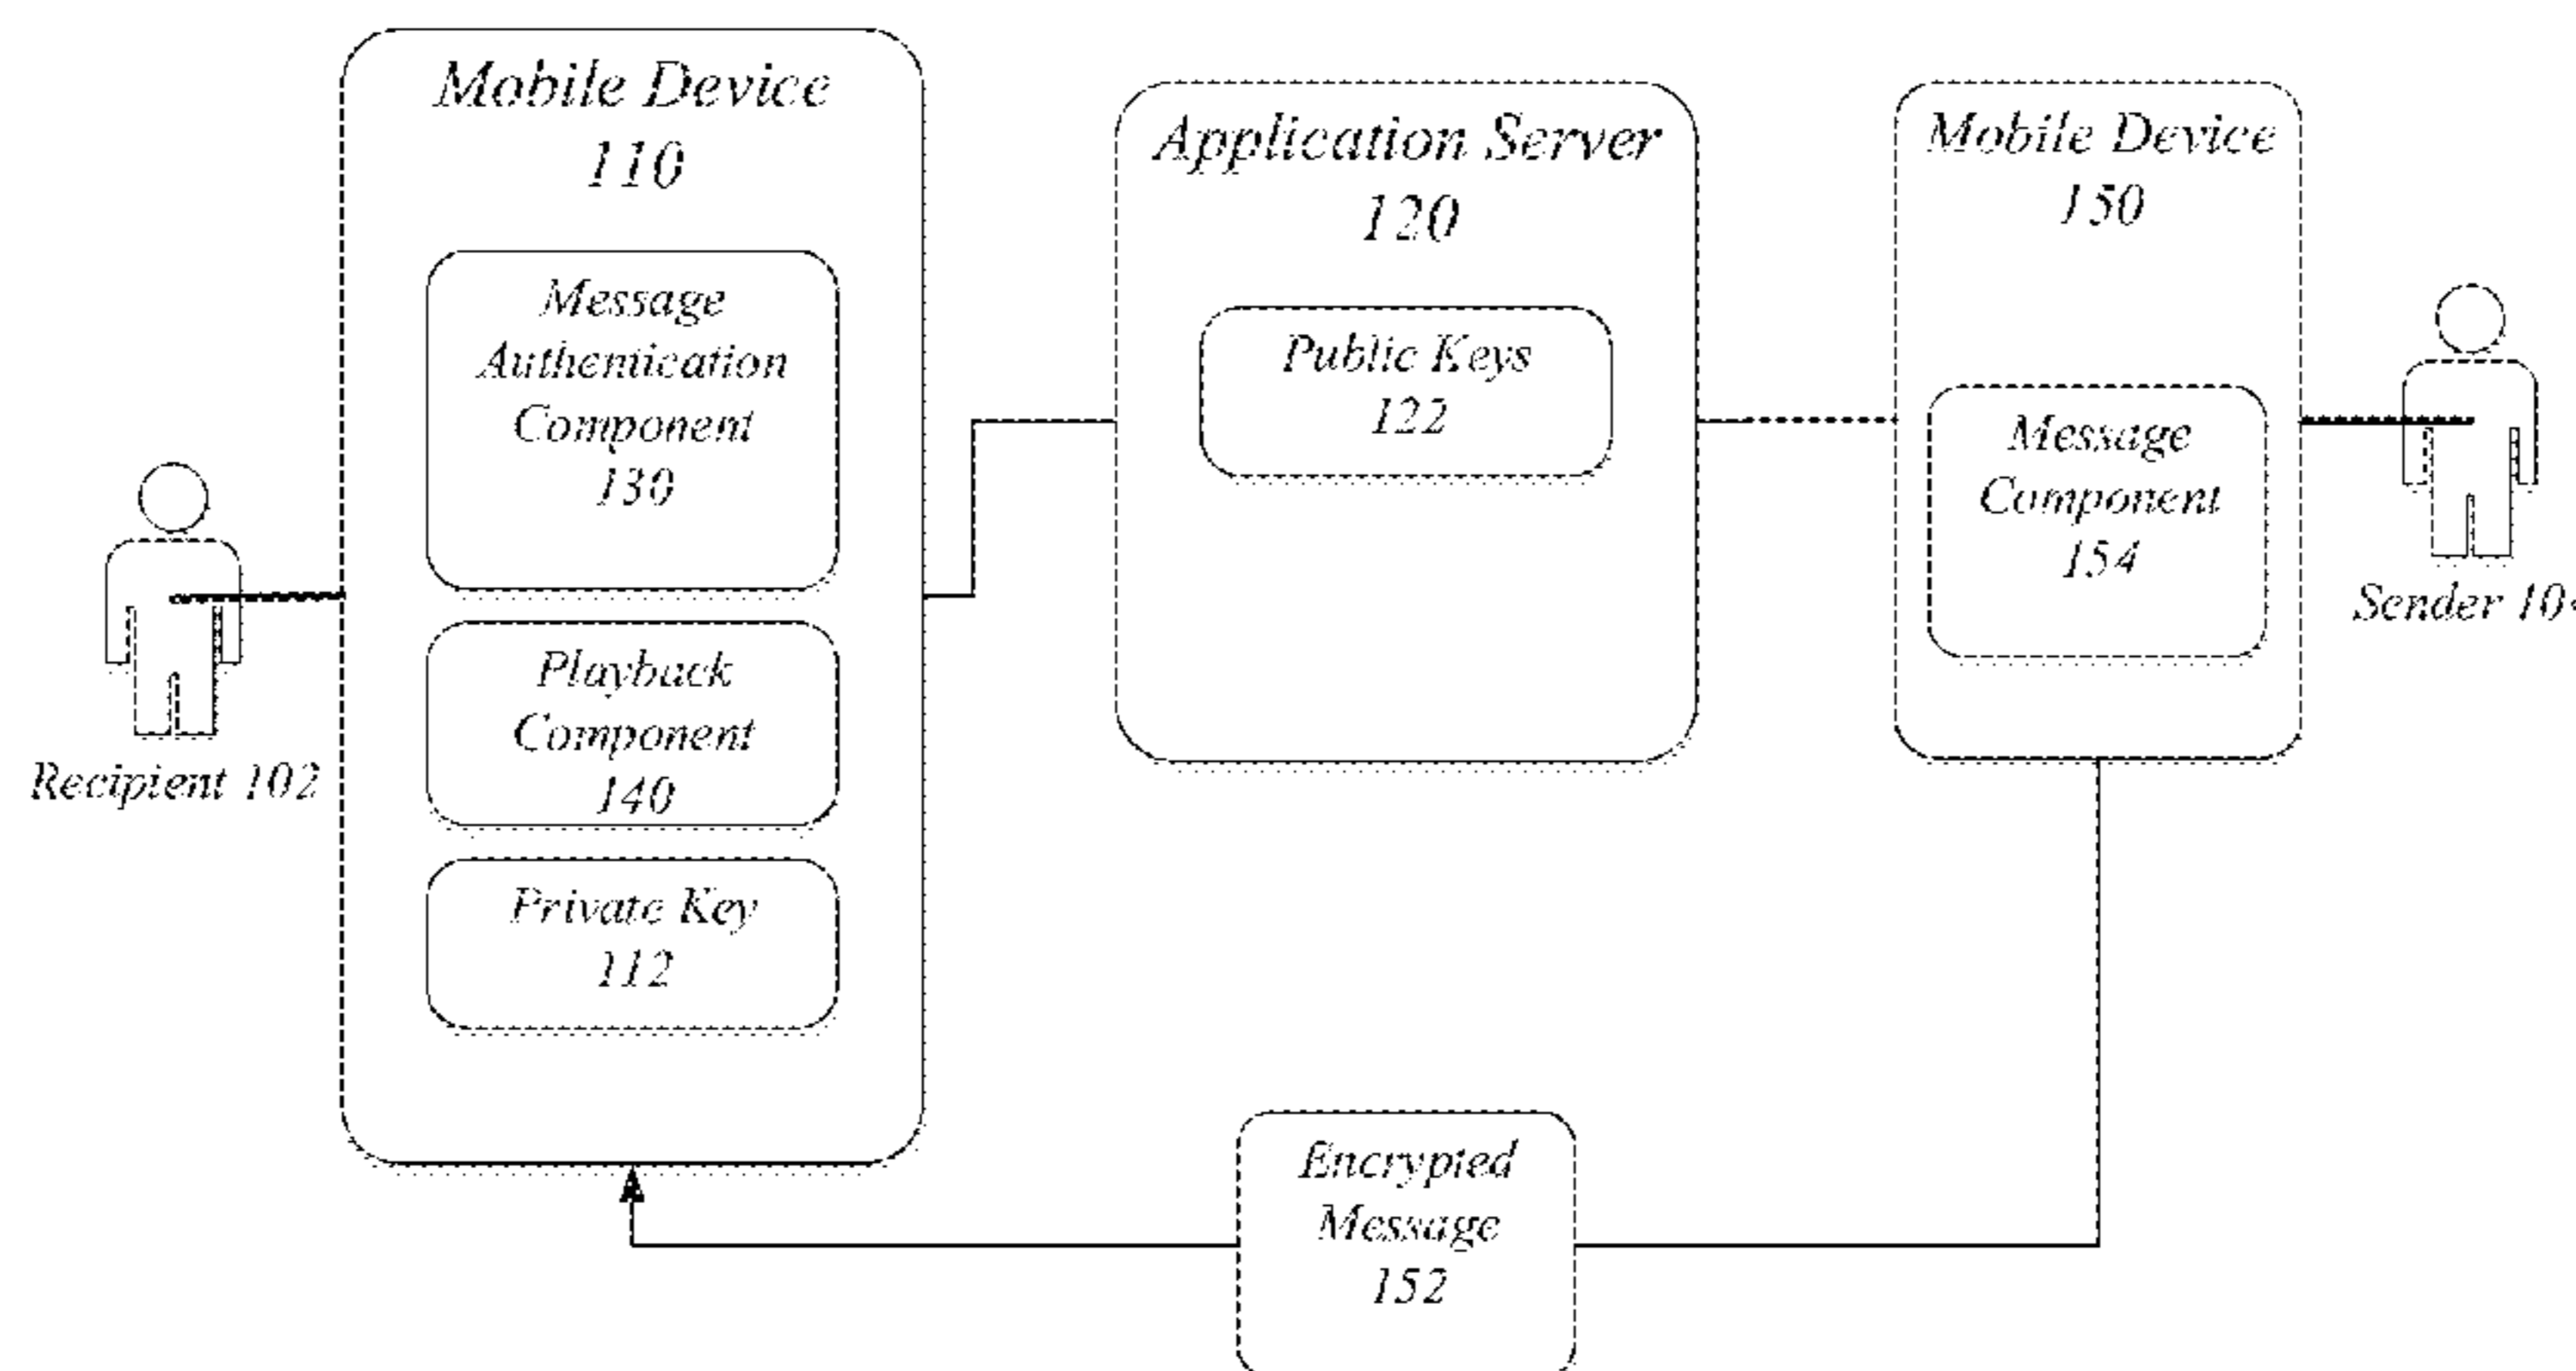 Mobile Device
110
Message
Authentication
Component
130
Playback
Component
140
Private Key
112
Recipient 102
Application Server
120
Public Keys
122
Mobile Device
150
Message
Component
154
Sender
Encrypted
Message
152